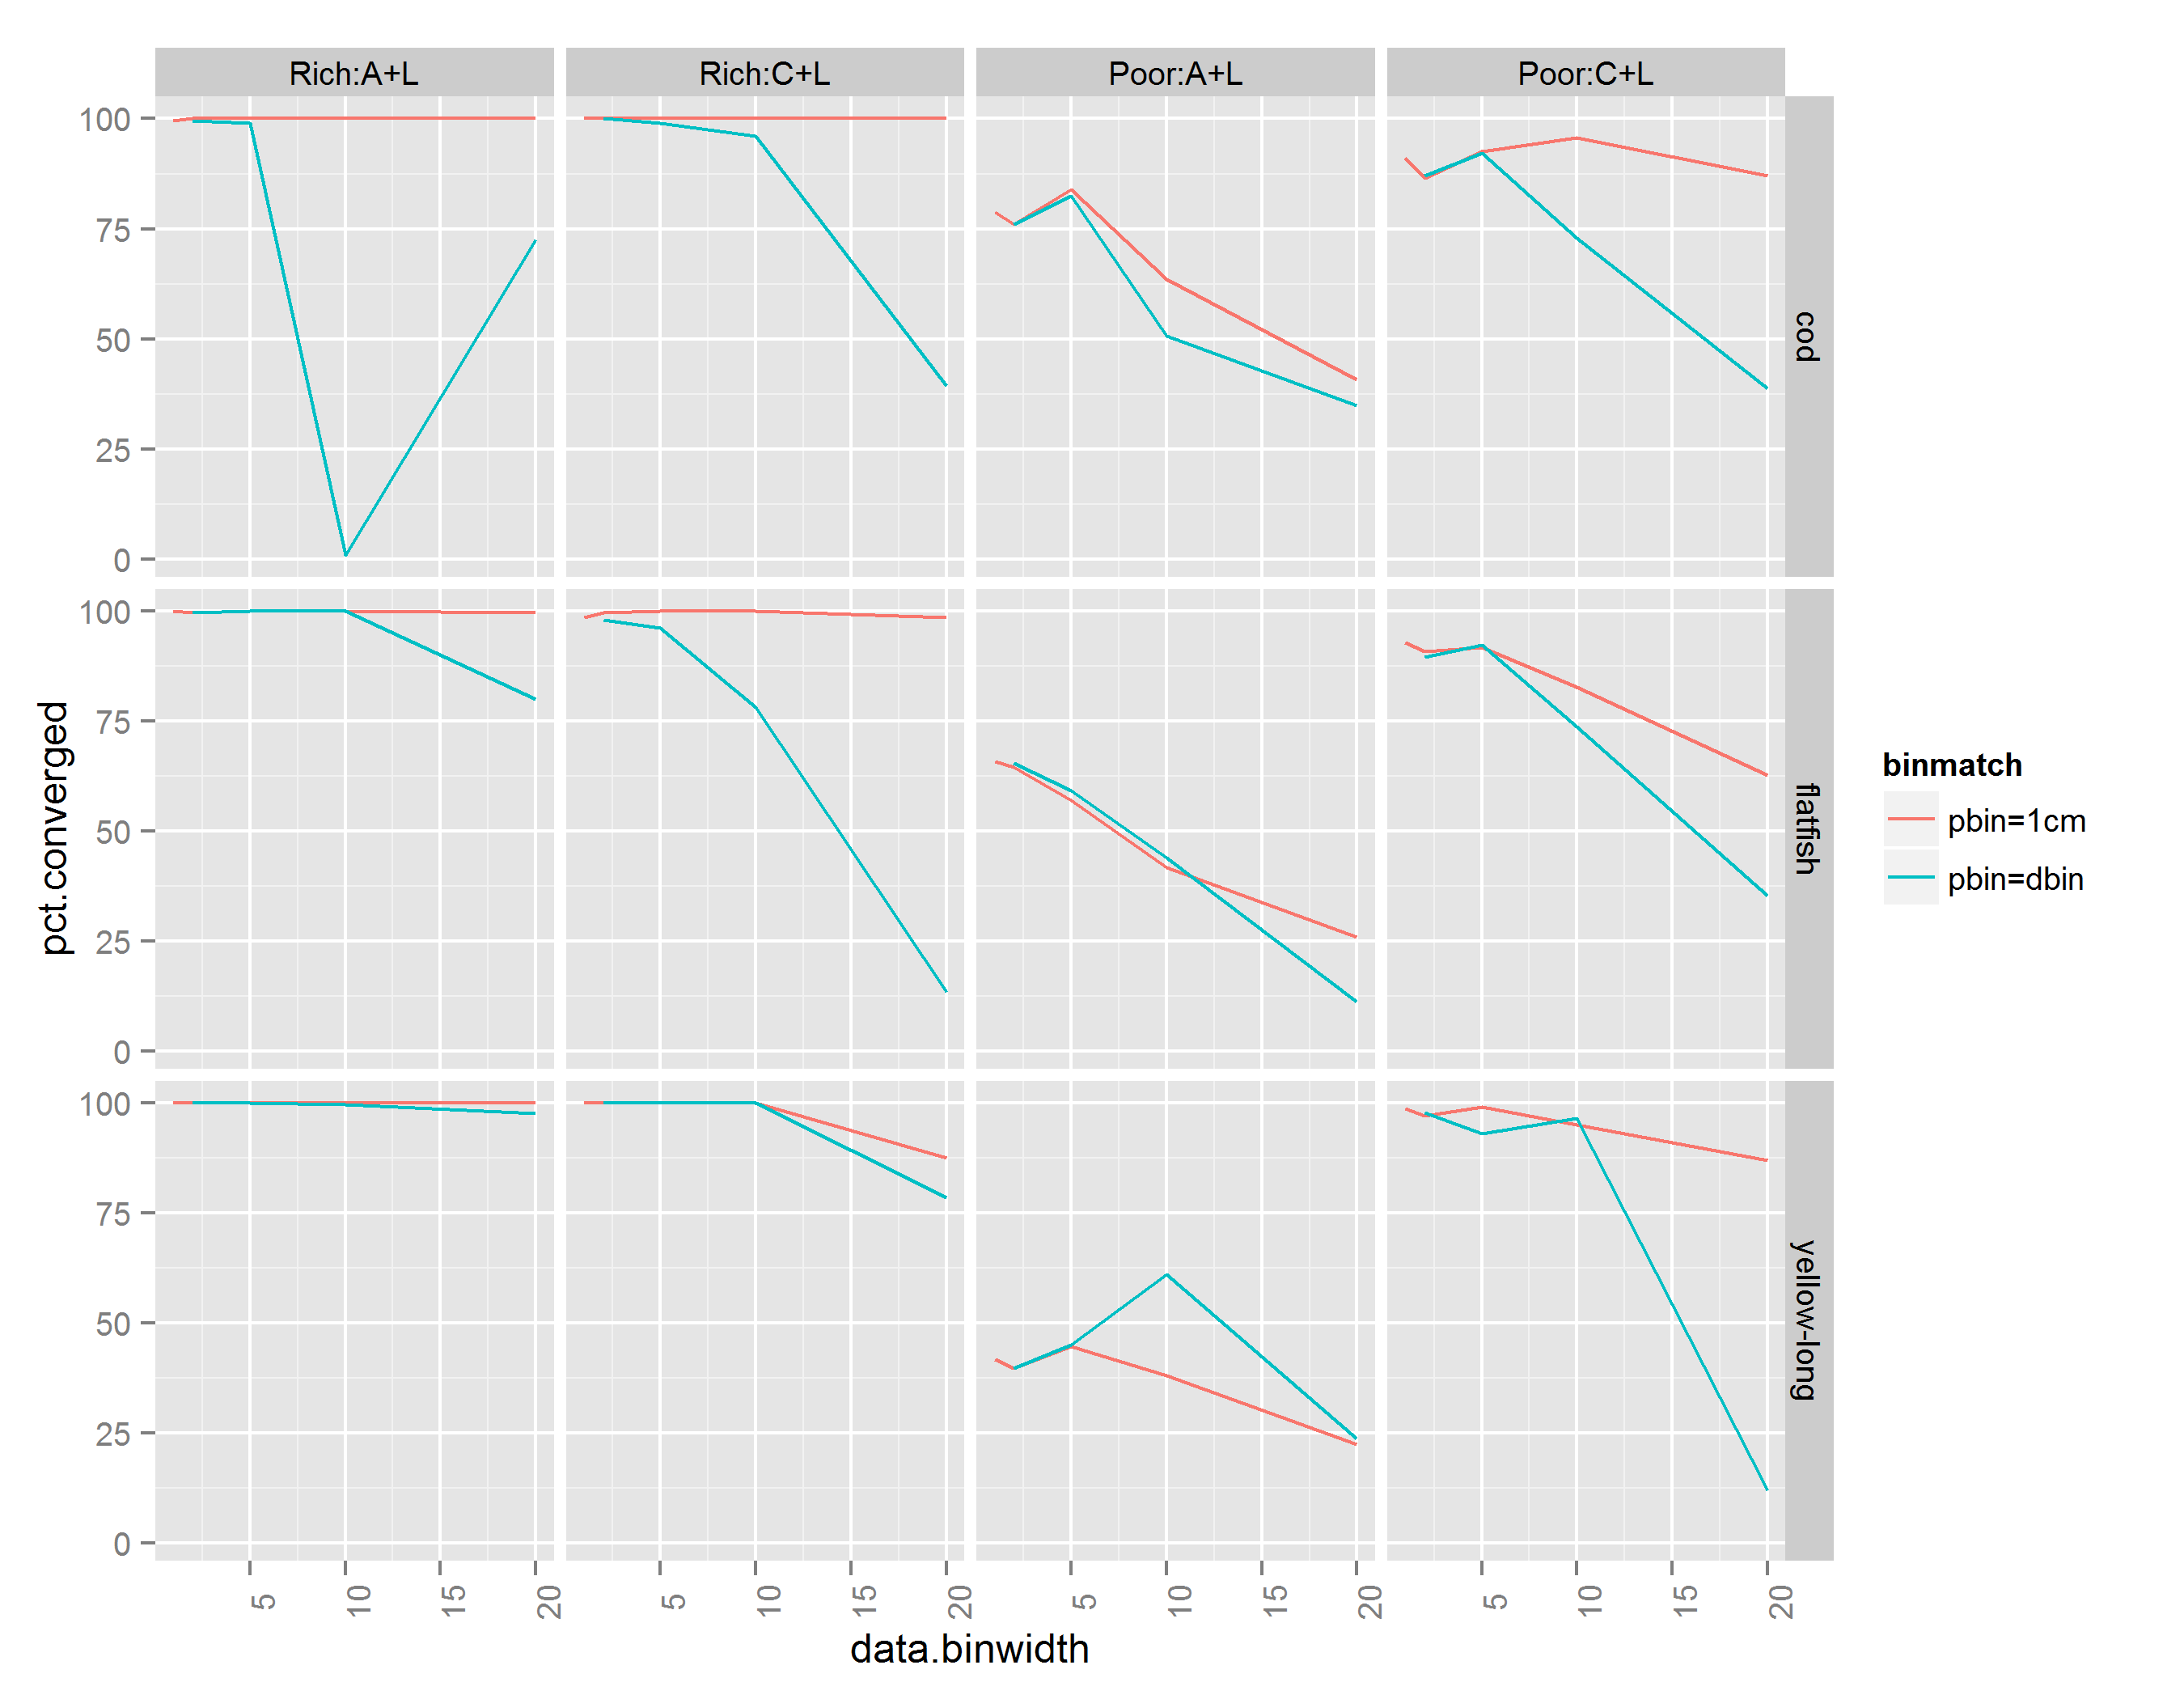 Rich:A+L Rich:C+L Poor:A+L Poor:C+L
100
75
50
25
0
cod
100
75
50
25
0
flatfish
100
75
50
25
0
yellow-long
5 10 15 20 5 10 15 20 5 10 15 20 5 10 15 20
data.binwidth
pct.converged
binmatch
pbin=1cm
pbin=dbin